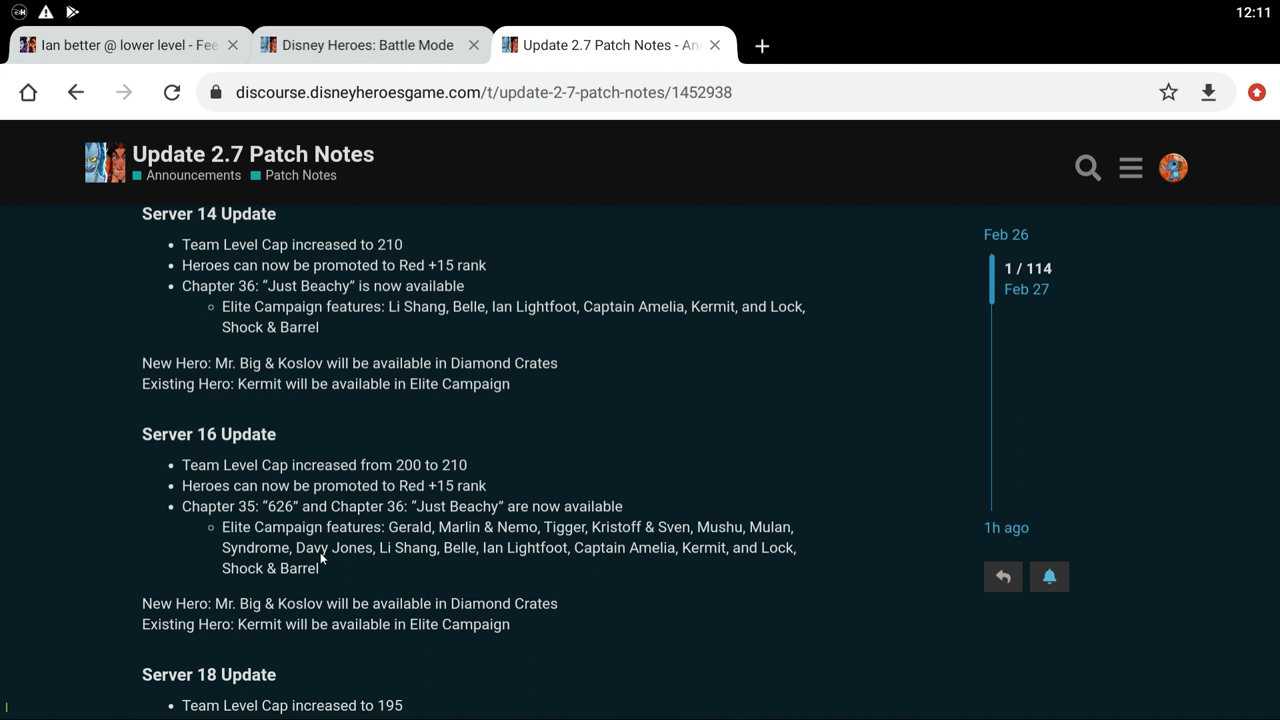 12:11
Ian better @ lower level - Fee
Disney Heroes: Battle Mode
Update 2.7 Patch Notes - An
discourse.disneyheroesgame.com/t/update-2-7-patch-notes/1452938
Update 2.7 Patch Notes
Announcements Patch Notes
Server 14 Update
• Team Level Cap increased to 210
• Heroes can now be promoted to Red +15 rank
• Chapter 36: “Just Beachy” is now available
Elite Campaign features: Li Shang, Belle, Ian Lightfoot, Captain Amelia, Kermit, and Lock,
Shock & Barrel
New Hero: Mr. Big & Koslov will be available in Diamond Crates
Existing Hero: Kermit will be available in Elite Campaign
Server 16 Update
• Team Level Cap increased from 200 to 210
• Heroes can now be promoted to Red +15 rank
• Chapter 35: “626” and Chapter 36: “Just Beachy” are now available
Elite Campaign features: Gerald, Marlin & Nemo, Tigger, Kristoff & Sven, Mushu, Mulan,
Syndrome, Davy Jones, Li Shang, Belle, Ian Lightfoot, Captain Amelia, Kermit, and Lock,
Shock & Barrel
New Hero: Mr. Big & Koslov will be available in Diamond Crates
Existing Hero: Kermit will be available in Elite Campaign
Server 18 Update
• Team Level Cap increased to 195
Feb 26
1 / 114
Feb 27
1h ago